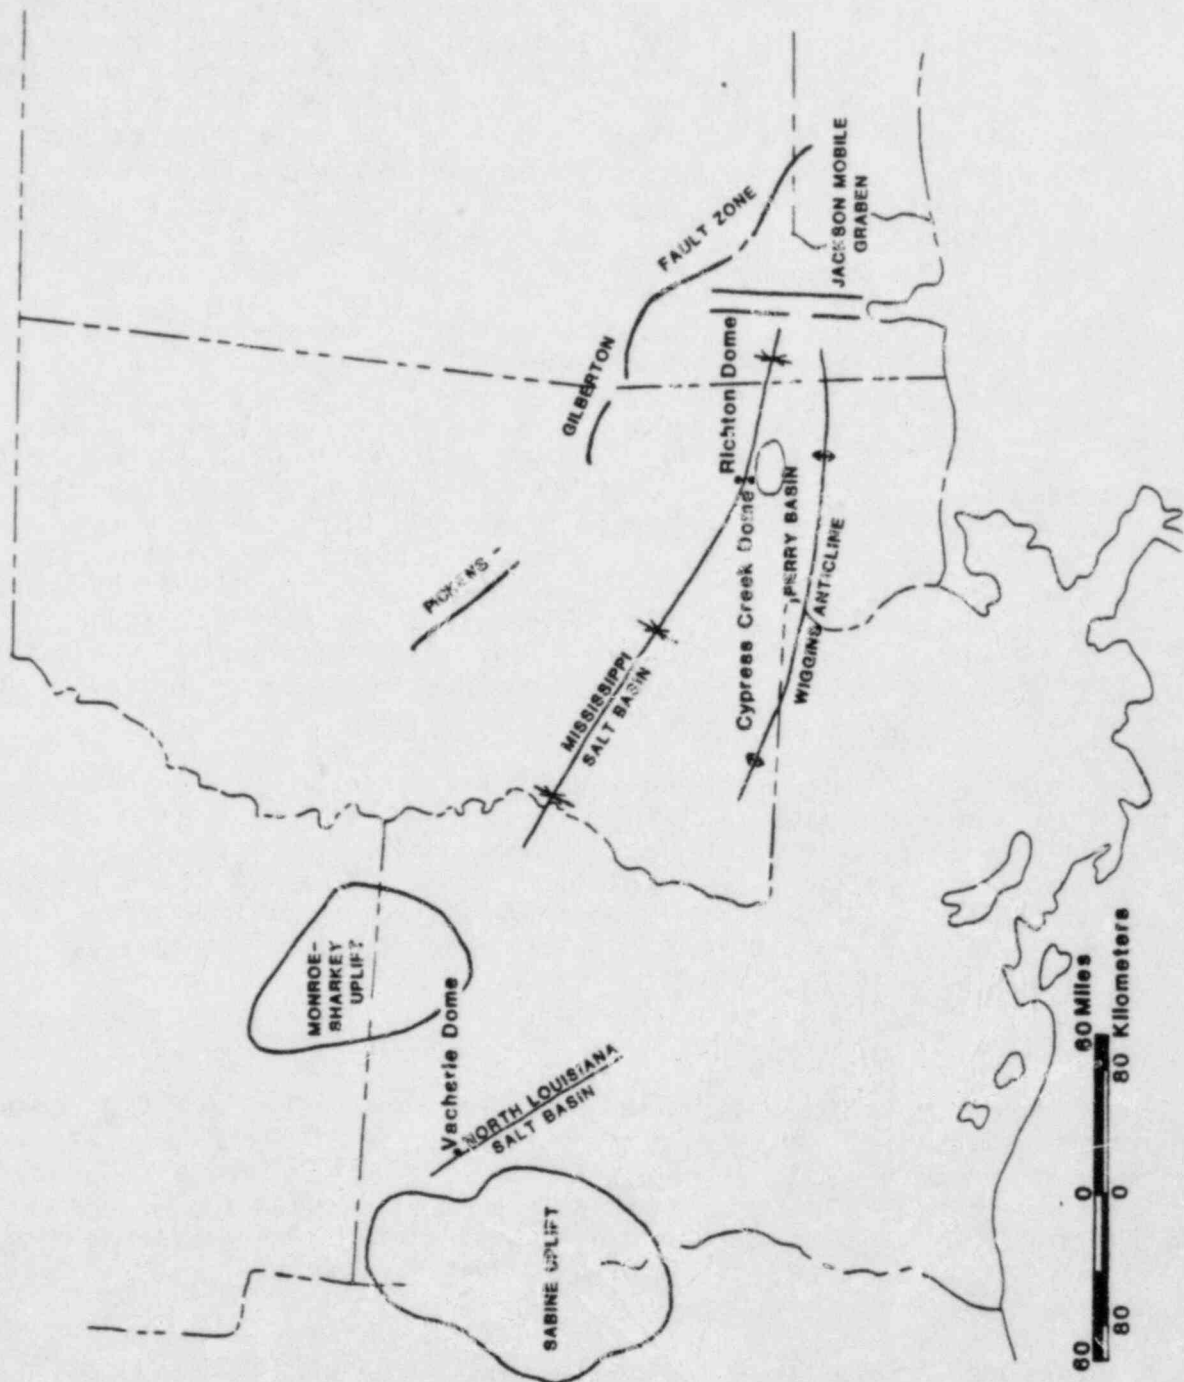 MONROE-
SHARKEY
UPLIFT
Vacherie Dome
NORTH LOUISIANA
SALT BASIN
SABINE UPLIFT
PICKENS
GILBERTON
FAULT ZONE
MISSISSIPPI
SALT BASIN
Richton Dome
Cypress Creek Dome
PERRY BASIN
WIGGINS ANTICLINE
JACKSON MOBILE
GRABEN
60 0 60 Miles
80 0 80 Kilometers